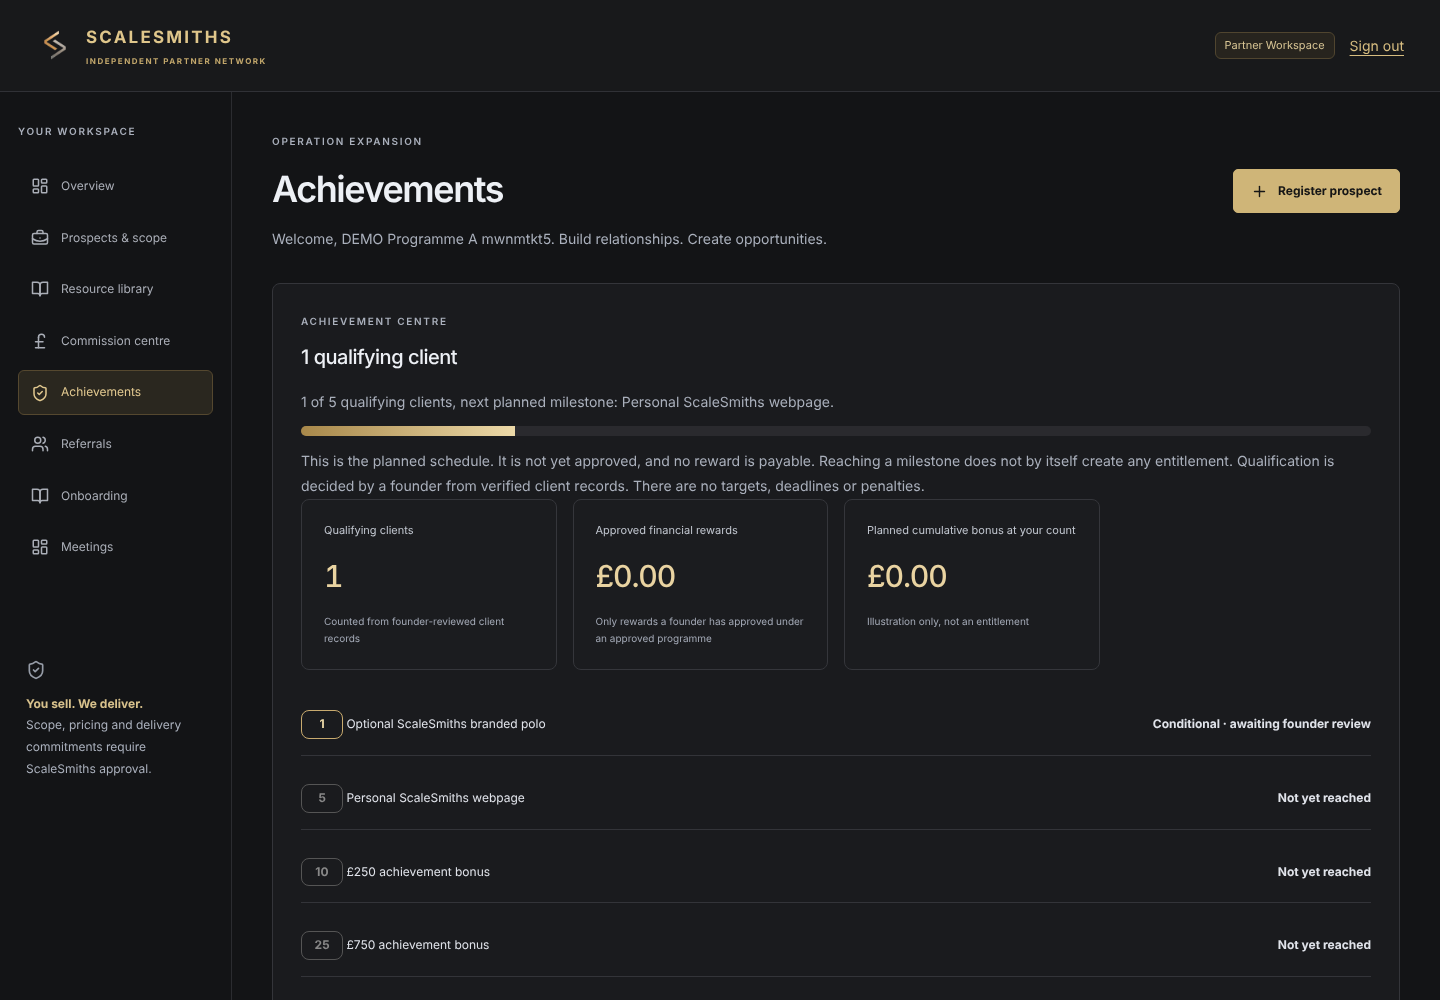 SCALESMITHS
INDEPENDENT PARTNER NETWORK
Partner Workspace
Sign out
YOUR WORKSPACE
Overview
Prospects & scope
Resource library
Commission centre
Achievements
Referrals
Onboarding
Meetings
You sell. We deliver.
Scope, pricing and delivery
commitments require
ScaleSmiths approval.
OPERATION EXPANSION
Achievements
Register prospect
Welcome, DEMO Programme A mwnmtkt5. Build relationships. Create opportunities.
ACHIEVEMENT CENTRE
1 qualifying client
1 of 5 qualifying clients, next planned milestone: Personal ScaleSmiths webpage.
This is the planned schedule. It is not yet approved, and no reward is payable. Reaching a milestone does not by itself create any entitlement. Qualification is
decided by a founder from verified client records. There are no targets, deadlines or penalties.
Qualifying clients
1
Counted from founder-reviewed client
records
Approved financial rewards
£0.00
Only rewards a founder has approved under
an approved programme
Planned cumulative bonus at your count
£0.00
Illustration only, not an entitlement
1 Optional ScaleSmiths branded polo Conditional · awaiting founder review
5 Personal ScaleSmiths webpage Not yet reached
10 £250 achievement bonus Not yet reached
25 £750 achievement bonus Not yet reached